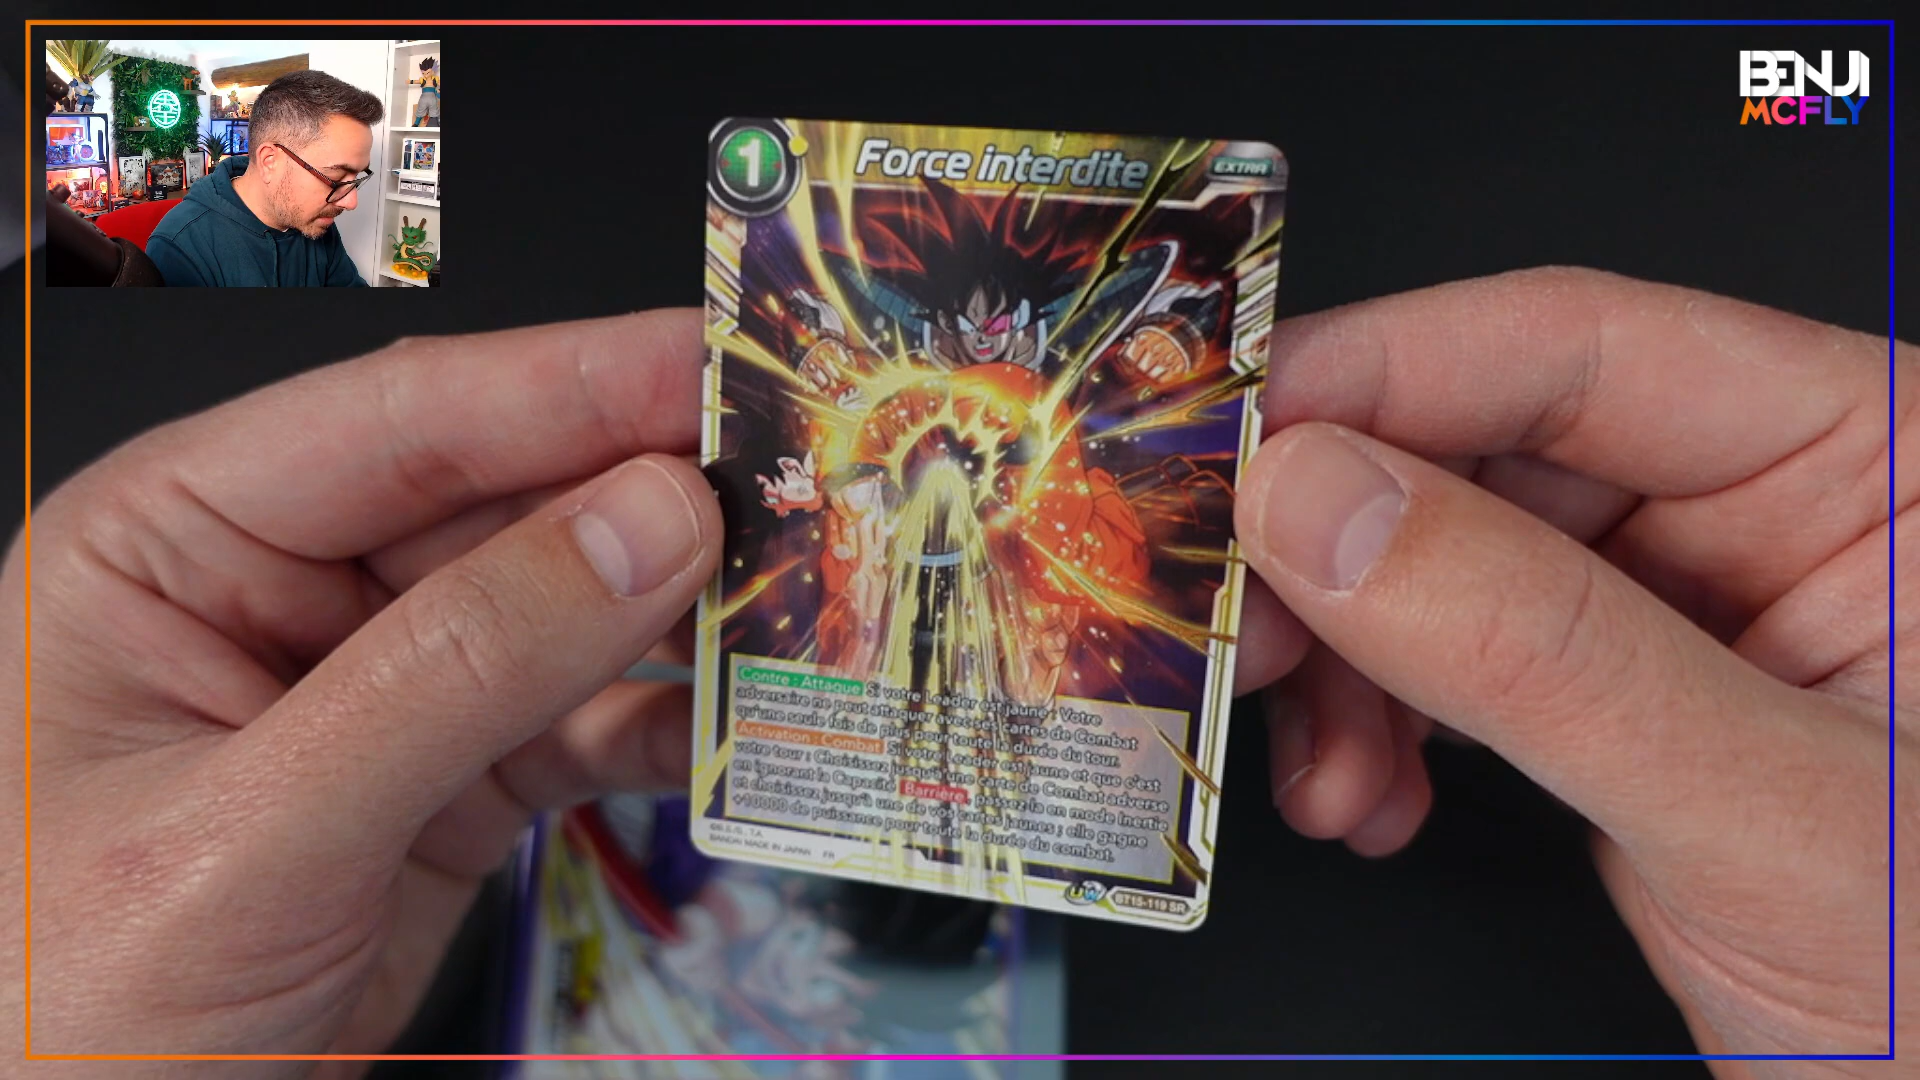 BENJI
MCFLY
1
Force interdite
EXTRA
Contre : Attaque Si votre Leader est jaune : Votre
adversaire ne peut attaquer avec ses cartes de Combat
qu'une seule fois de plus pour toute la durée du tour.
Activation : Combat Si votre Leader est jaune et que c'est
votre tour : Choisissez jusqu'à une carte de Combat adverse
en ignorant la Capacité Barrière, passez-la en mode Inertie
et choisissez jusqu'à une de vos cartes jaunes ; elle gagne
+10000 de puissance pour toute la durée du combat.
©B.S./S., T.A.
BANDAI MADE IN JAPAN FR
UW
BT15-119 SR